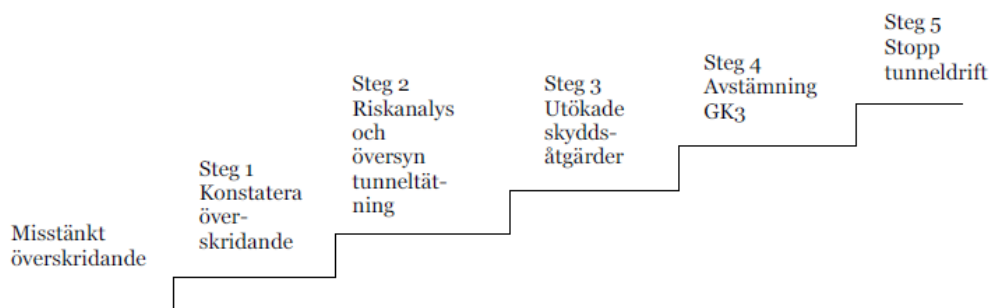 Misstänkt
överskridande
Steg 1
Konstatera
över-
skridande
Steg 2
Riskanalys
och
översyn
tunneltät-
ning
Steg 3
Utökade
skydds-
åtgärder
Steg 4
Avstämning
GK3
Steg 5
Stopp
tunneldrift